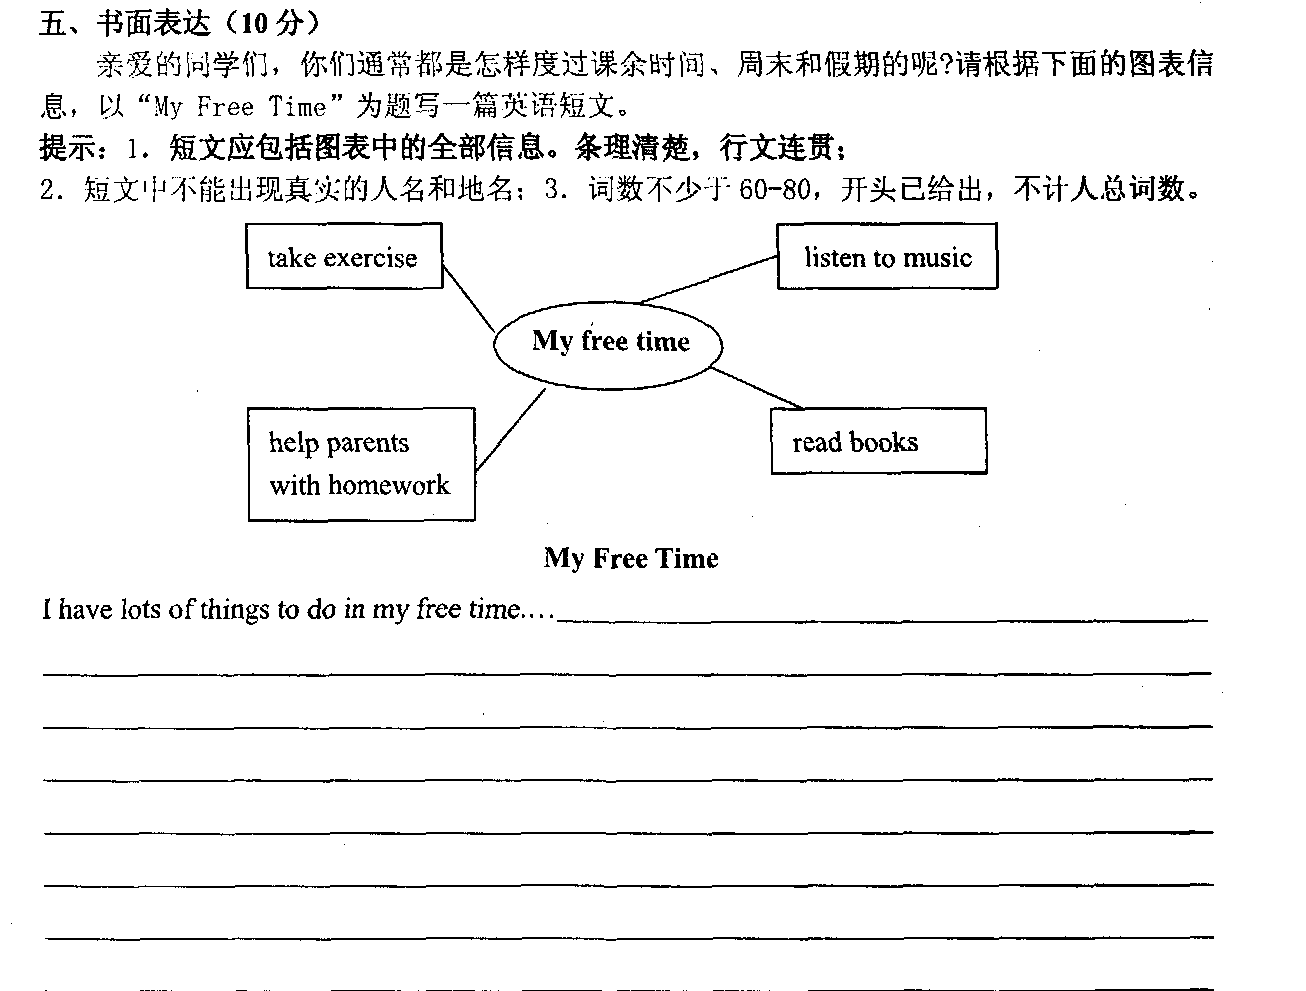 五、书面表达（10 分）
亲爱的同学们，你们通常都是怎样度过课余时间、周末和假期的呢?请根据下面的图表信
息，以“My Free Time”为题写一篇英语短文。
提示：1．短文应包括图表中的全部信息。条理清楚，行文连贯；
2．短文中不能出现真实的人名和地名；3．词数不少于 60-80，开头已给出，不计人总词数。
take exercise
listen to music
My free time
help parents
with homework
read books
My Free Time
I have lots of things to do in my free time....